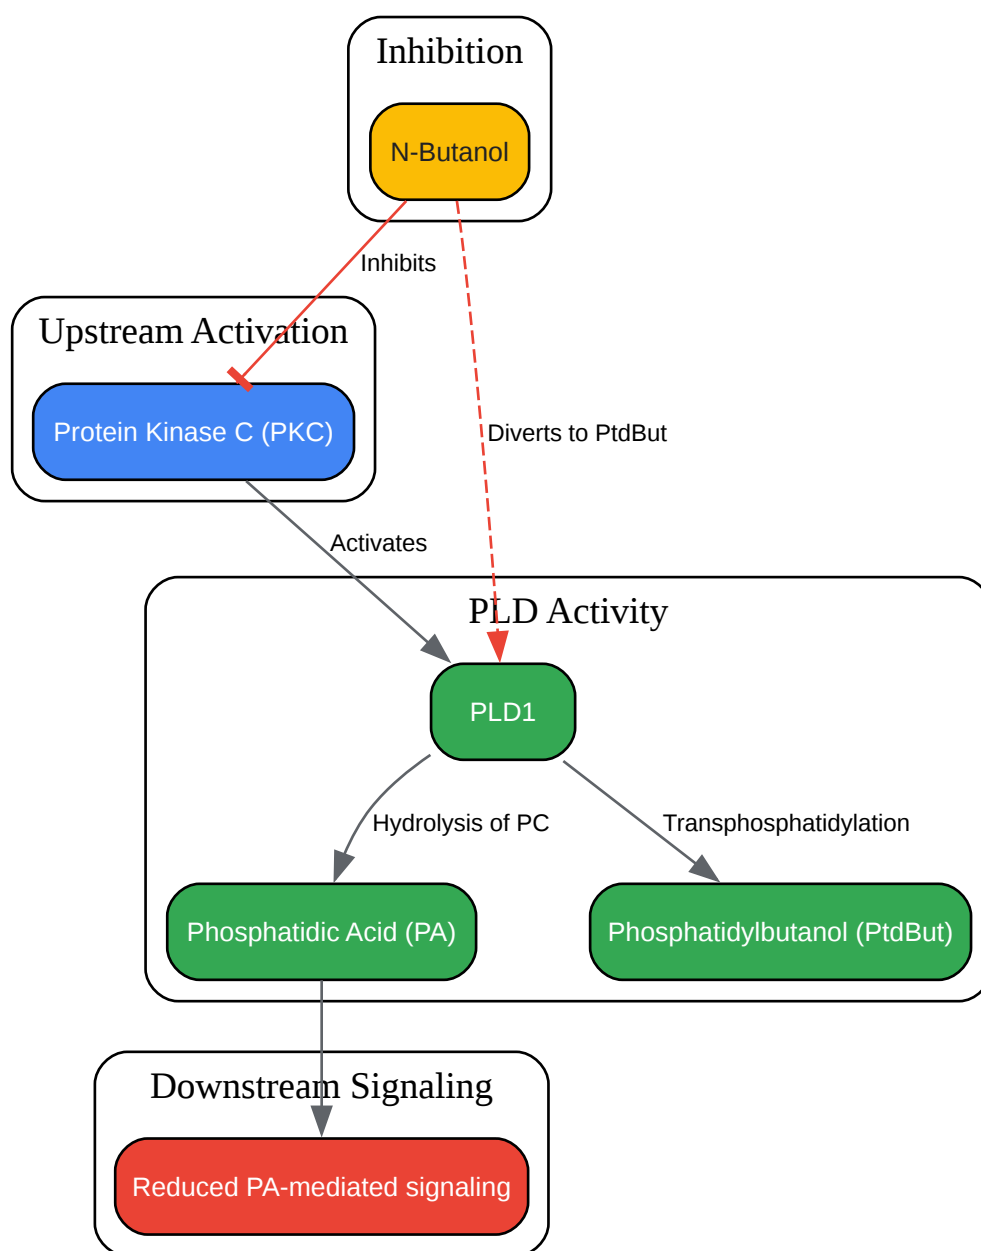 Inhibition
N-Butanol
Inhibits
Upstream Activation
Protein Kinase C (PKC)
Diverts to PtdBut
Activates
PLD Activity
PLD1
Hydrolysis of PC
Transphosphatidylation
Phosphatidic Acid (PA)
Phosphatidylbutanol (PtdBut)
Downstream Signaling
Reduced PA-mediated signaling